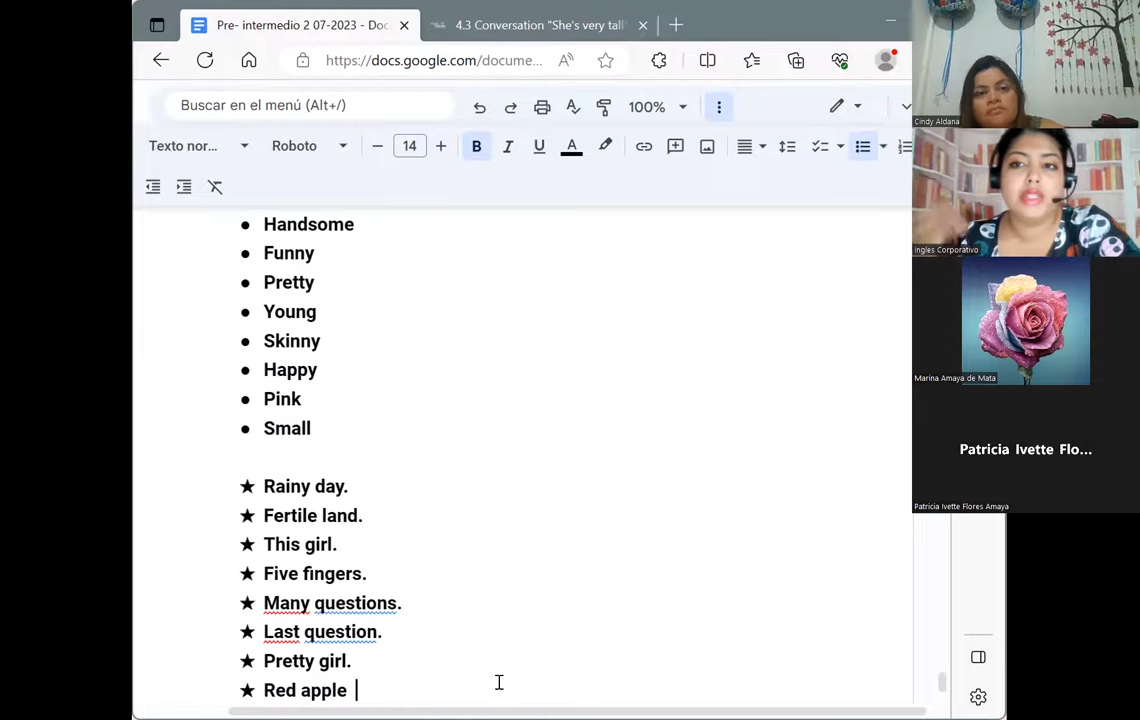 Pre- intermedio 2 07-2023 - Doc
4.3 Conversation "She's very tall"
https://docs.google.com/docume...
Buscar en el menú (Alt+/)
100%
Texto nor...
Roboto
14
B
I
U
A
Handsome
Funny
Pretty
Young
Skinny
Happy
Pink
Small
★ Rainy day.
★ Fertile land.
★ This girl.
★ Five fingers.
★ Many questions.
★ Last question.
★ Pretty girl.
★ Red apple
Cindy Aldana
Ingles Corporativo
Marina Amaya de Mata
Patricia Ivette Flo...
Patricia Ivette Flores Amaya